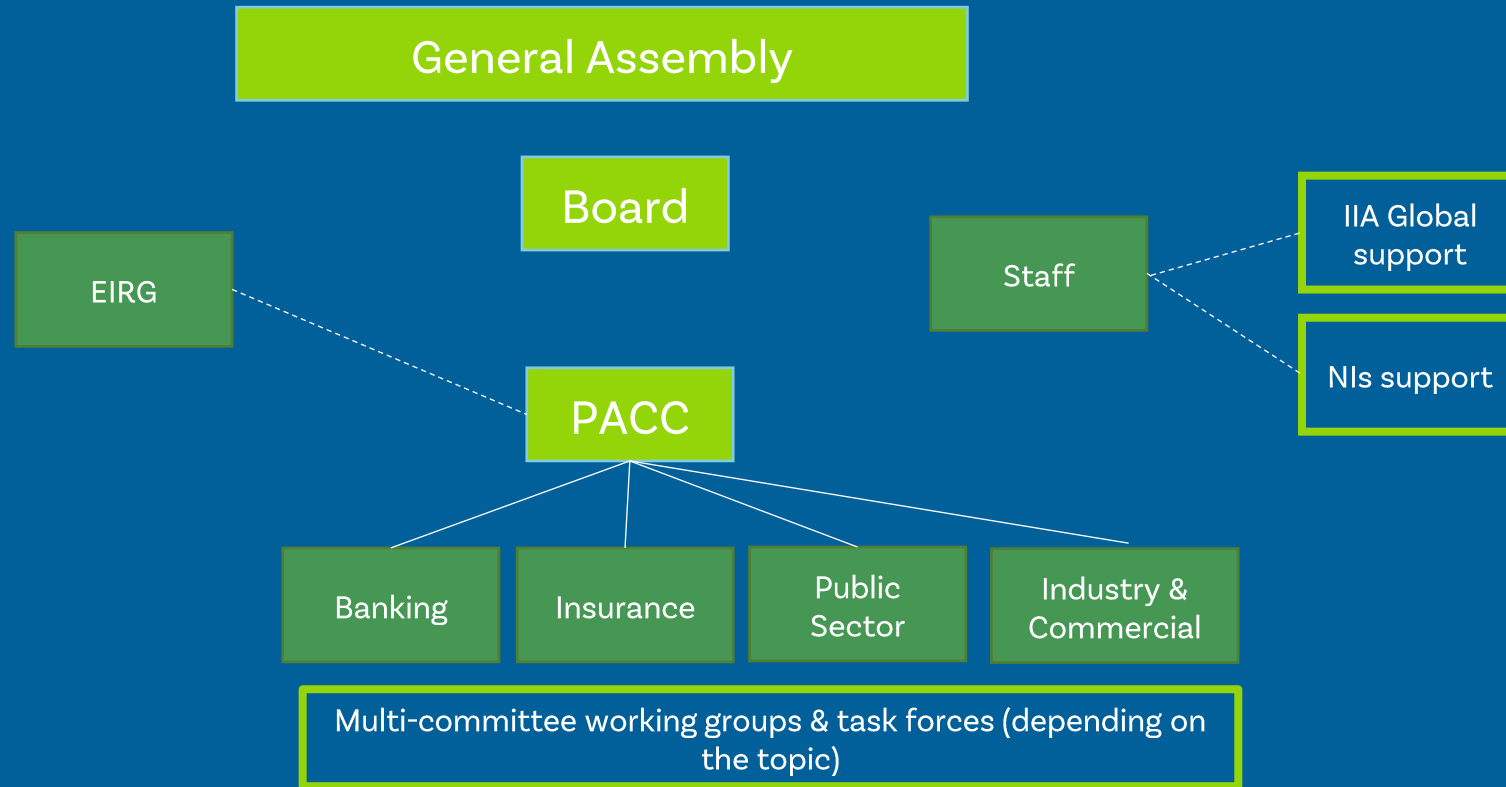 General Assembly
Board
EIRG
Staff
IIA Global
support
NIs support
PACC
Banking
Insurance
Public
Sector
Industry &
Commercial
Multi-committee working groups & task forces (depending on
the topic)